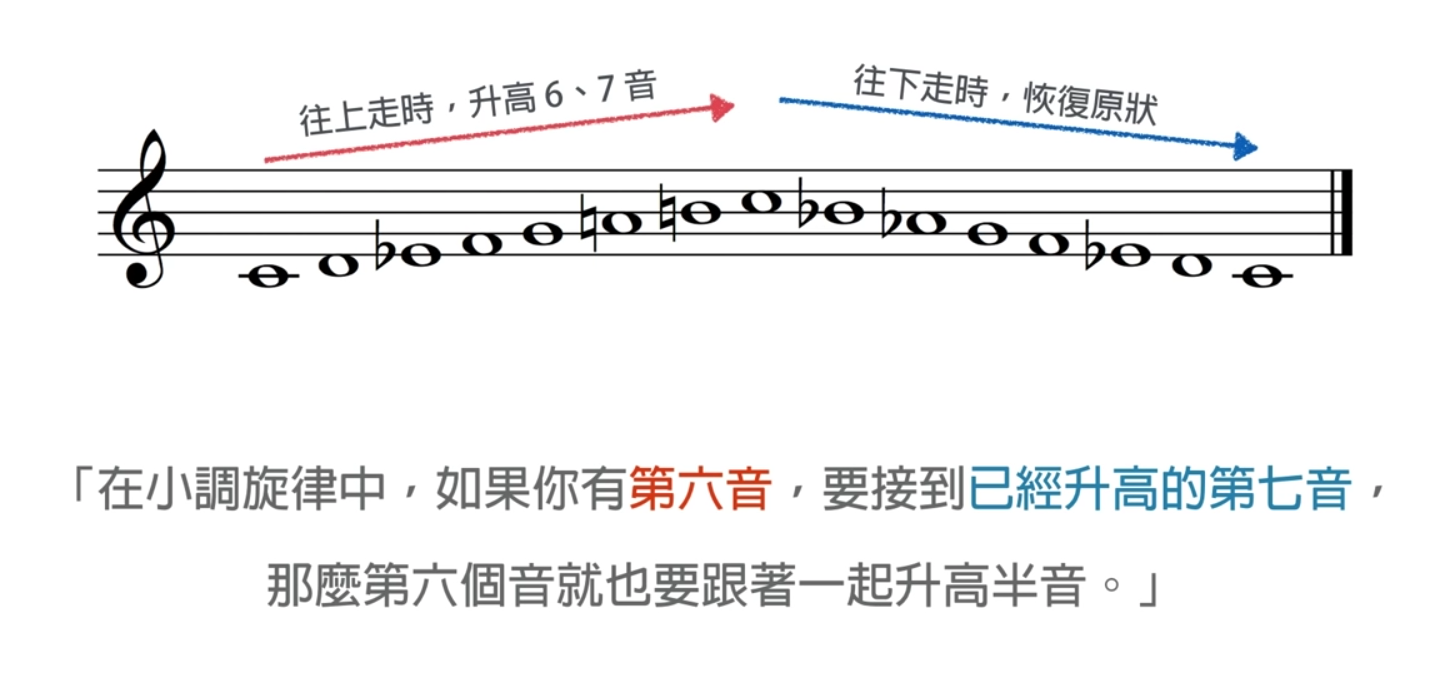 往上走時，升高 6、7 音
往下走時，恢復原狀
「在小調旋律中，如果你有第六音，要接到已經升高的第七音，
那麼第六個音就也要跟著一起升高半音。」